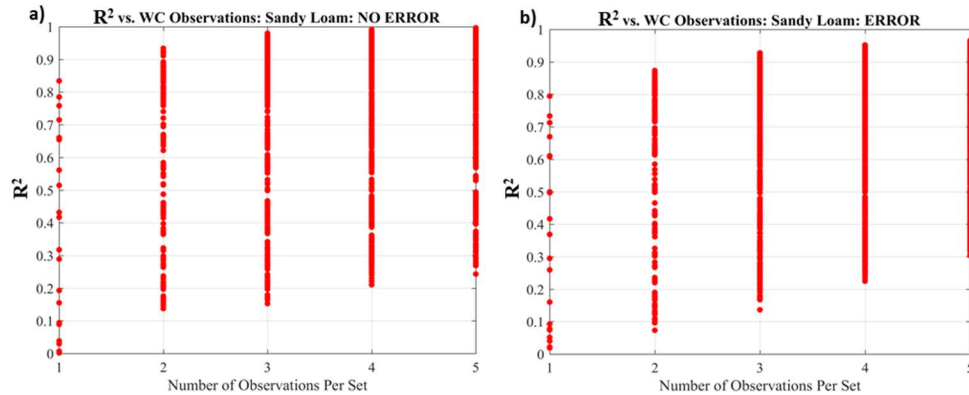 a) R² vs. WC Observations: Sandy Loam: NO ERROR
1
0.9
0.8
0.7
0.6
0.5
0.4
0.3
0.2
0.1
0
R²
1 2 3 4 5
Number of Observations Per Set
b) R² vs. WC Observations: Sandy Loam: ERROR
1
0.9
0.8
0.7
0.6
0.5
0.4
0.3
0.2
0.1
0
R²
1 2 3 4 5
Number of Observations Per Set